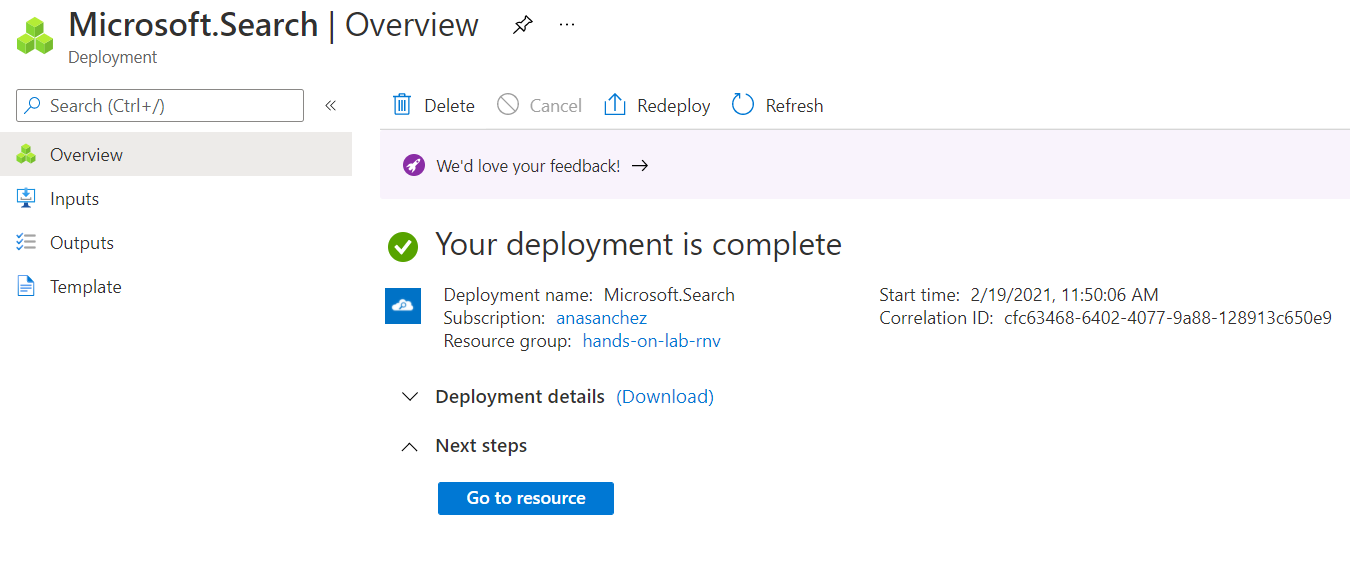 Microsoft.Search | Overview ...
Deployment
Search (Ctrl+/) «
Delete Cancel Redeploy Refresh
Overview
Inputs
Outputs
Template
We'd love your feedback! →
Your deployment is complete
Deployment name: Microsoft.Search Start time: 2/19/2021, 11:50:06 AM
Subscription: anasanchez Correlation ID: cfc63468-6402-4077-9a88-128913c650e9
Resource group: hands-on-lab-rnv
Deployment details (Download)
Next steps
Go to resource